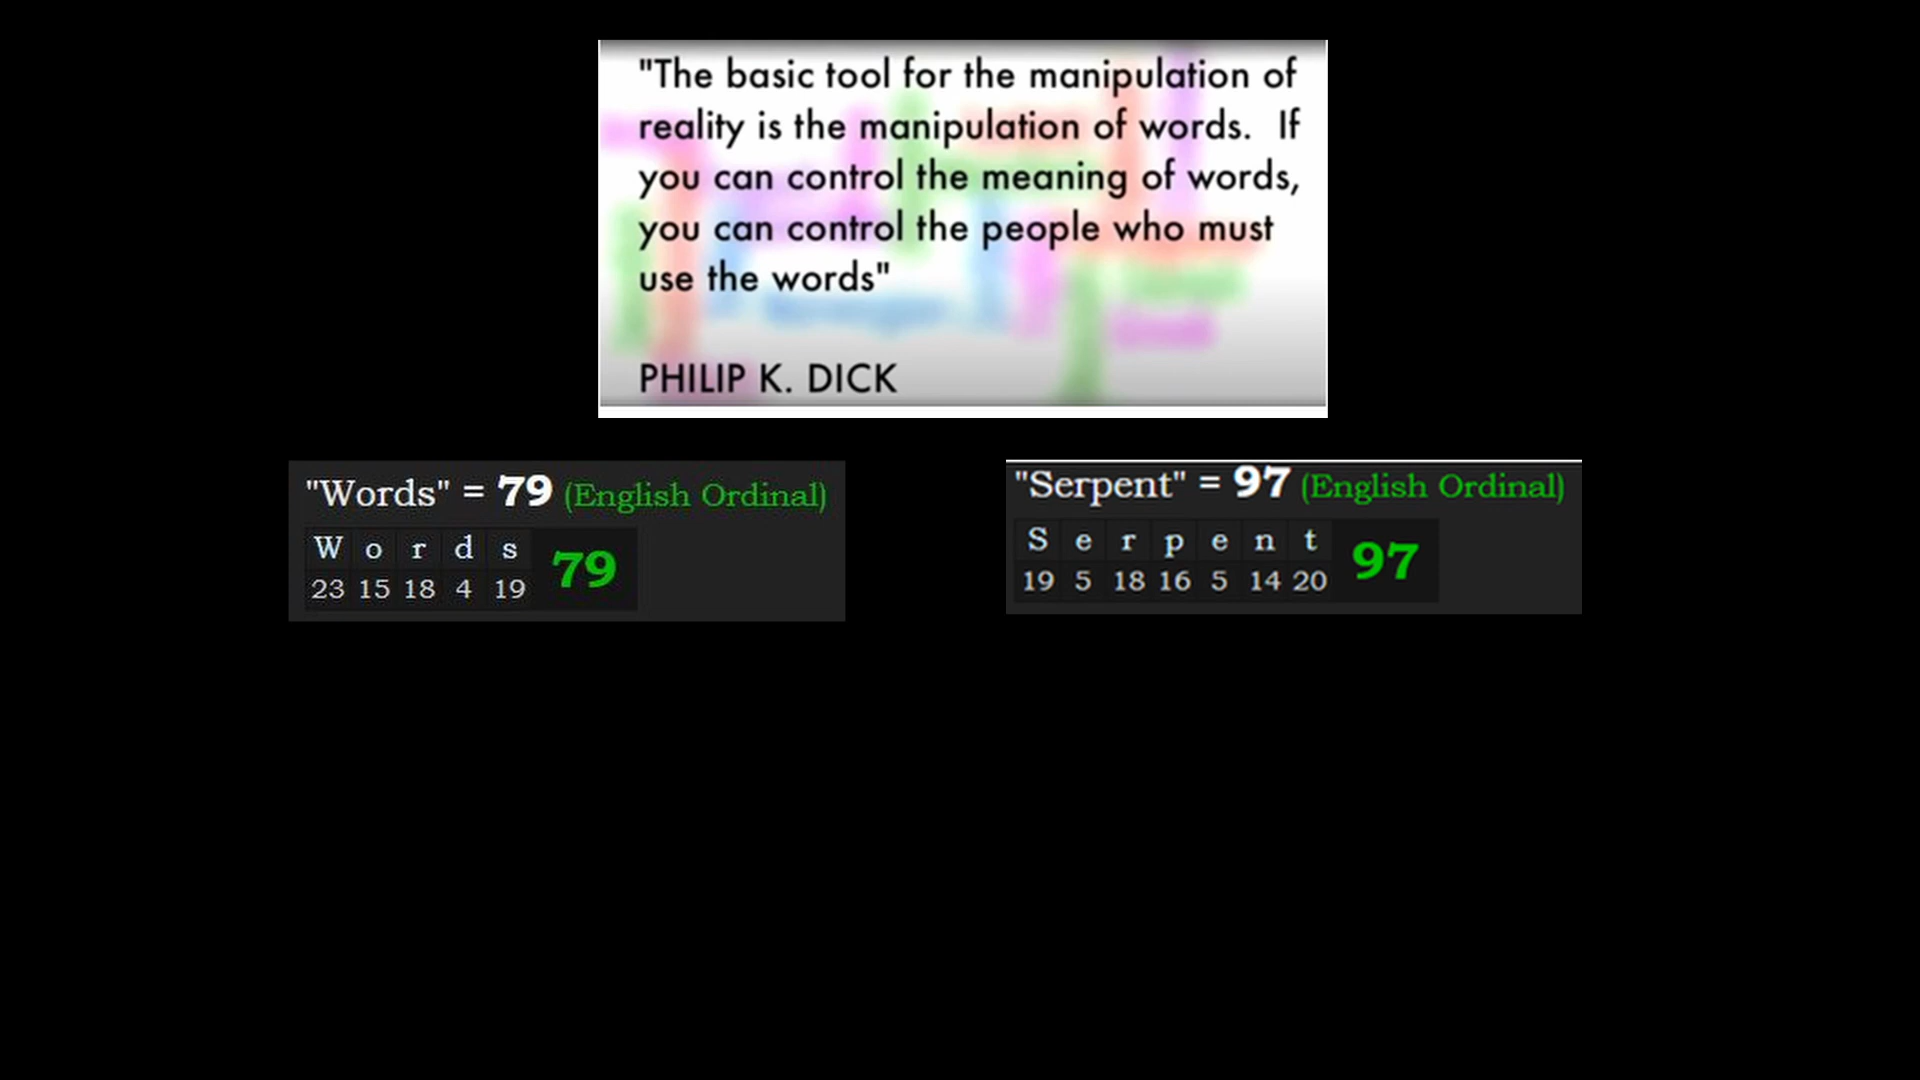 "The basic tool for the manipulation of
reality is the manipulation of words.  If
you can control the meaning of words,
you can control the people who must
use the words"
PHILIP K. DICK
"Words" = 79 (English Ordinal)
W o r d s
23 15 18 4 19
79
"Serpent" = 97 (English Ordinal)
S e r p e n t
19 5 18 16 5 14 20
97